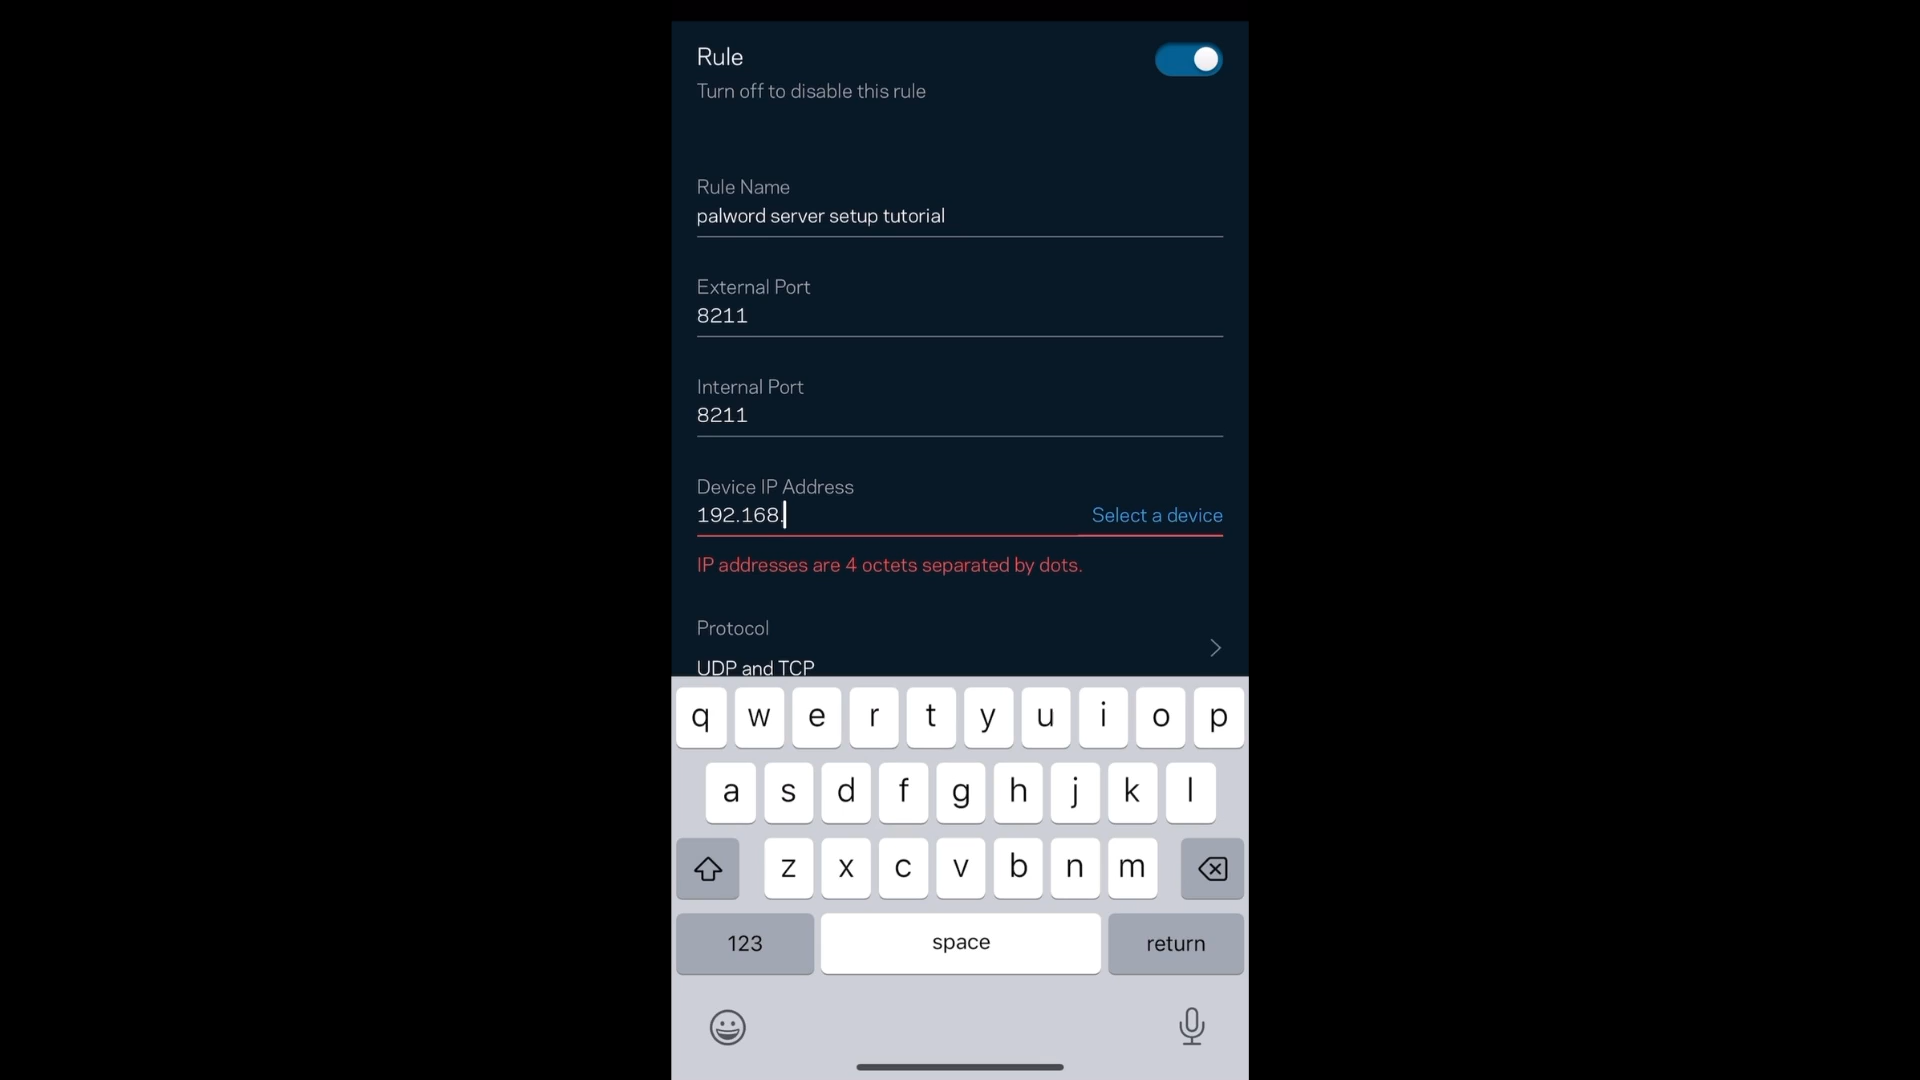 Rule
Turn off to disable this rule
Rule Name
palword server setup tutorial
External Port
8211
Internal Port
8211
Device IP Address
192.168.
Select a device
IP addresses are 4 octets separated by dots.
Protocol
UDP and TCP
q w e r t y u i o p
a s d f g h j k l
z x c v b n m
123 space return